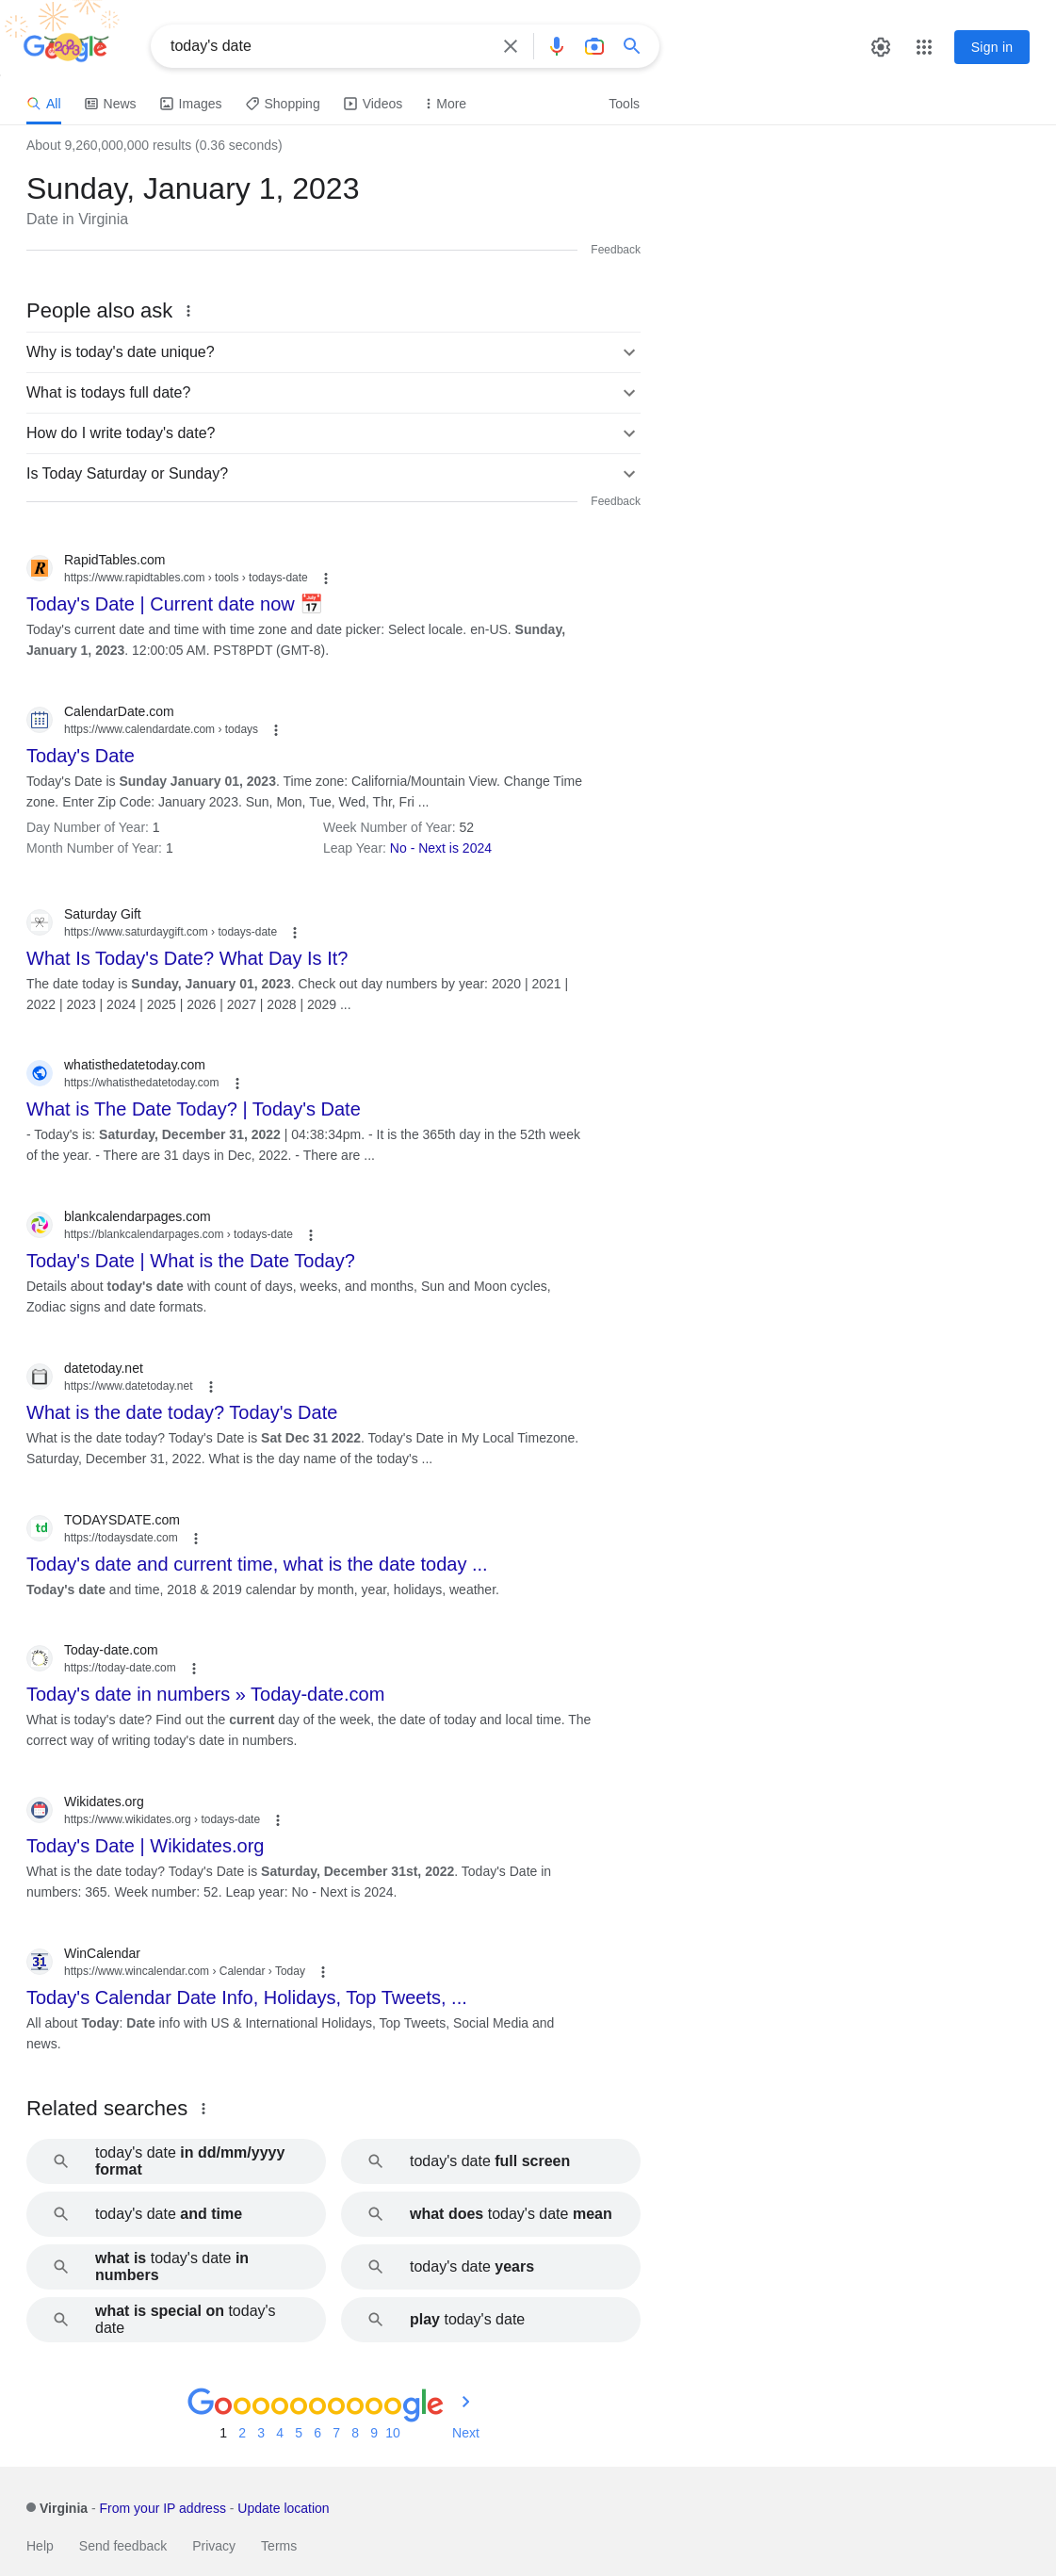 Google
2023
today's date
Sign in
All
News
Images
Shopping
Videos
More
Tools
About 9,260,000,000 results (0.36 seconds)
Sunday, January 1, 2023
Date in Virginia
Feedback
People also ask
Why is today's date unique?
What is todays full date?
How do I write today's date?
Is Today Saturday or Sunday?
Feedback
RapidTables.com
https://www.rapidtables.com › tools › todays-date
Today's Date | Current date now 📅
Today's current date and time with time zone and date picker: Select locale. en-US. Sunday,
January 1, 2023. 12:00:05 AM. PST8PDT (GMT-8).
CalendarDate.com
https://www.calendardate.com › todays
Today's Date
Today's Date is Sunday January 01, 2023. Time zone: California/Mountain View. Change Time
zone. Enter Zip Code: January 2023. Sun, Mon, Tue, Wed, Thr, Fri ...
Day Number of Year: 1
Week Number of Year: 52
Month Number of Year: 1
Leap Year: No - Next is 2024
Saturday Gift
https://www.saturdaygift.com › todays-date
What Is Today's Date? What Day Is It?
The date today is Sunday, January 01, 2023. Check out day numbers by year: 2020 | 2021 |
2022 | 2023 | 2024 | 2025 | 2026 | 2027 | 2028 | 2029 ...
whatisthedatetoday.com
https://whatisthedatetoday.com
What is The Date Today? | Today's Date
- Today's is: Saturday, December 31, 2022 | 04:38:34pm. - It is the 365th day in the 52th week
of the year. - There are 31 days in Dec, 2022. - There are ...
blankcalendarpages.com
https://blankcalendarpages.com › todays-date
Today's Date | What is the Date Today?
Details about today's date with count of days, weeks, and months, Sun and Moon cycles,
Zodiac signs and date formats.
datetoday.net
https://www.datetoday.net
What is the date today? Today's Date
What is the date today? Today's Date is Sat Dec 31 2022. Today's Date in My Local Timezone.
Saturday, December 31, 2022. What is the day name of the today's ...
td
TODAYSDATE.com
https://todaysdate.com
Today's date and current time, what is the date today ...
Today's date and time, 2018 & 2019 calendar by month, year, holidays, weather.
Today-date.com
https://today-date.com
Today's date in numbers » Today-date.com
What is today's date? Find out the current day of the week, the date of today and local time. The
correct way of writing today's date in numbers.
Wikidates.org
https://www.wikidates.org › todays-date
Today's Date | Wikidates.org
What is the date today? Today's Date is Saturday, December 31st, 2022. Today's Date in
numbers: 365. Week number: 52. Leap year: No - Next is 2024.
31
WinCalendar
https://www.wincalendar.com › Calendar › Today
Today's Calendar Date Info, Holidays, Top Tweets, ...
All about Today: Date info with US & International Holidays, Top Tweets, Social Media and
news.
Related searches
today's date in dd/mm/yyyy
format
today's date full screen
today's date and time
what does today's date mean
what is today's date in
numbers
today's date years
what is special on today's
date
play today's date
Goooooooooogle
1 2 3 4 5 6 7 8 9 10 Next
Virginia - From your IP address - Update location
Help Send feedback Privacy Terms